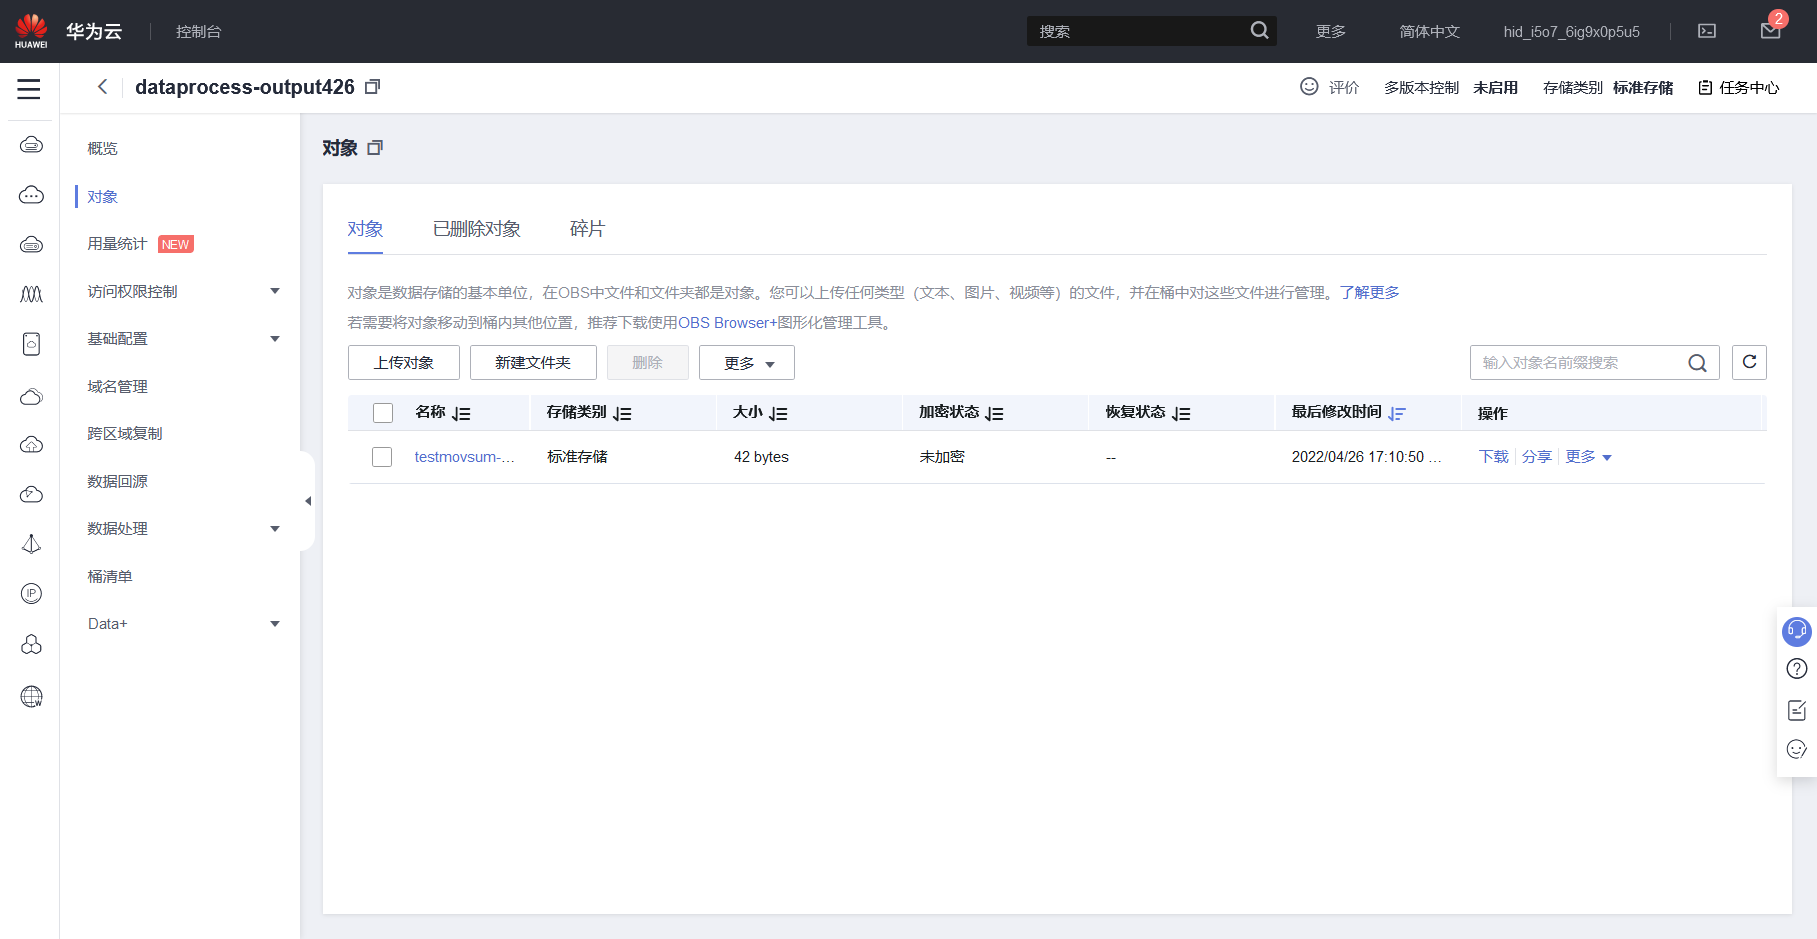 HUAWEI 华为云 控制台 搜索 更多 简体中文 hid_i5o7_6ig9x0p5u5 2
dataprocess-output426 评价 多版本控制 未启用 存储类别 标准存储 任务中心
概览
对象
用量统计 NEW
访问权限控制
基础配置
域名管理
跨区域复制
数据回源
数据处理
桶清单
Data+
IP
W
对象
对象 已删除对象 碎片
对象是数据存储的基本单位，在OBS中文件和文件夹都是对象。您可以上传任何类型（文本、图片、视频等）的文件，并在桶中对这些文件进行管理。了解更多
若需要将对象移动到桶内其他位置，推荐下载使用OBS Browser+图形化管理工具。
上传对象 新建文件夹 删除 更多 输入对象名前缀搜索
名称 存储类别 大小 加密状态 恢复状态 最后修改时间 操作
testmovsum-... 标准存储 42 bytes 未加密 -- 2022/04/26 17:10:50 ... 下载 分享 更多